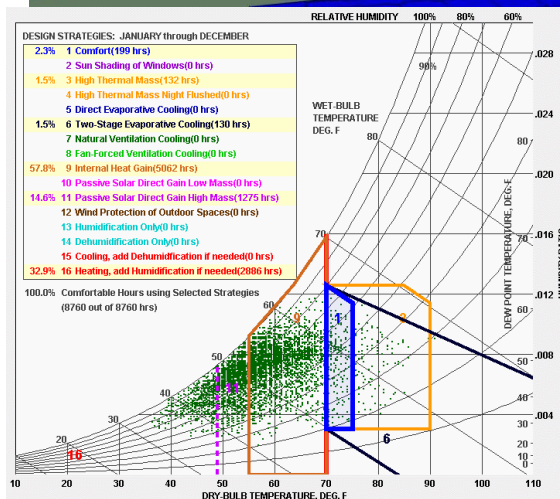 RELATIVE HUMIDITY 100% 80% 60%
DESIGN STRATEGIES: JANUARY through DECEMBER
2.3% 1 Comfort(199 hrs)
2 Sun Shading of Windows(0 hrs)
1.5% 3 High Thermal Mass(132 hrs)
4 High Thermal Mass Night Flushed(0 hrs)
5 Direct Evaporative Cooling(0 hrs)
1.5% 6 Two-Stage Evaporative Cooling(130 hrs)
7 Natural Ventilation Cooling(0 hrs)
8 Fan-Forced Ventilation Cooling(0 hrs)
57.8% 9 Internal Heat Gain(5062 hrs)
10 Passive Solar Direct Gain Low Mass(0 hrs)
14.6% 11 Passive Solar Direct Gain High Mass(1275 hrs)
12 Wind Protection of Outdoor Spaces(0 hrs)
13 Humidification Only(0 hrs)
14 Dehumidification Only(0 hrs)
15 Cooling, add Dehumidification if needed(0 hrs)
32.9% 16 Heating, add Humidification if needed(2886 hrs)
100.0% Comfortable Hours using Selected Strategies
(8760 out of 8760 hrs)
90%
WET-BULB
TEMPERATURE
DEG. F
80
70
60
50
40
30
20
.028
.024
.020
.016
.012
.008
.004
DEW POINT TEMPERATURE, DEG. F
70
60
50
40
30
20
10
0
9
1
3
11
6
16
10 20 30 40 50 60 70 80 90 100 110
DRY-BULB TEMPERATURE, DEG. F